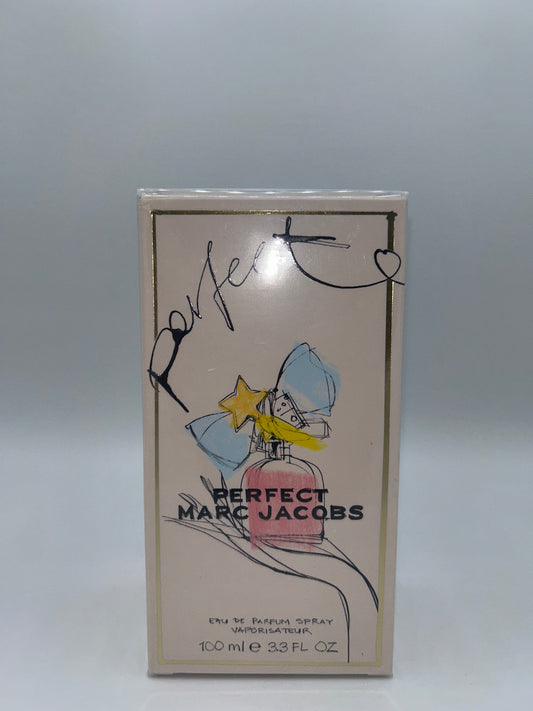 perfect
PERFECT
MARC JACOBS
EAU DE PARFUM SPRAY
VAPORISATEUR
100 ml e 3.3 FL OZ